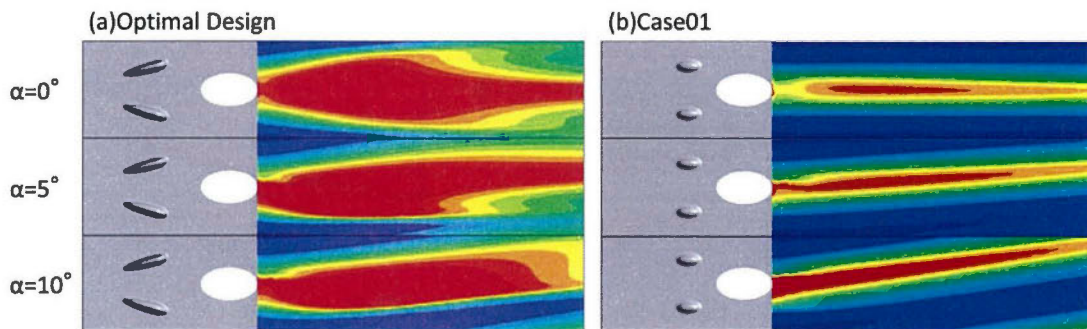 (a)Optimal Design
(b)Case01
α=0°
α=5°
α=10°